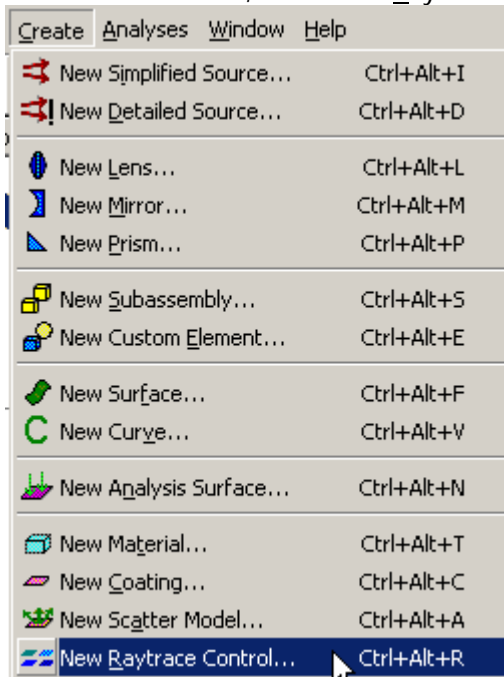 Create Analyses Window Help
New Simplified Source... Ctrl+Alt+I
New Detailed Source... Ctrl+Alt+D
New Lens... Ctrl+Alt+L
New Mirror... Ctrl+Alt+M
New Prism... Ctrl+Alt+P
New Subassembly... Ctrl+Alt+S
New Custom Element... Ctrl+Alt+E
New Surface... Ctrl+Alt+F
New Curve... Ctrl+Alt+V
New Analysis Surface... Ctrl+Alt+N
New Material... Ctrl+Alt+T
New Coating... Ctrl+Alt+C
New Scatter Model... Ctrl+Alt+A
New Raytrace Control... Ctrl+Alt+R